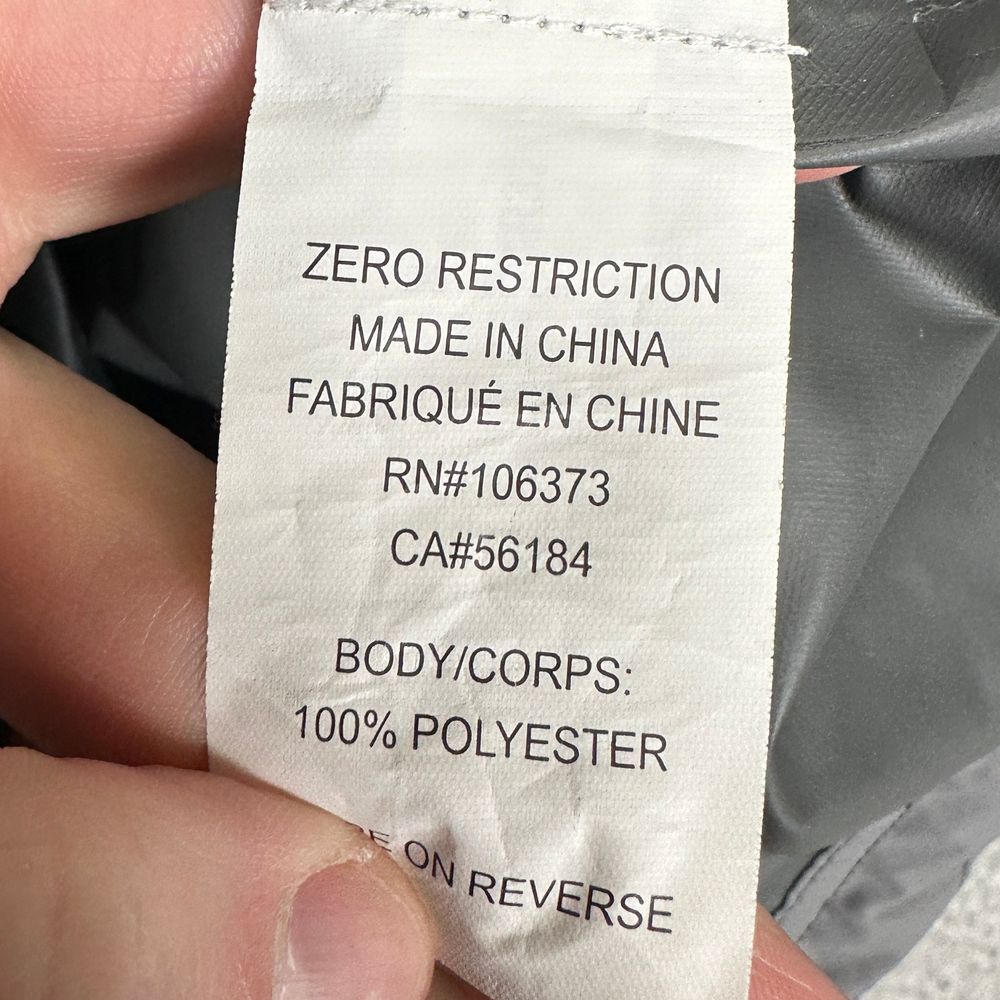 ZERO RESTRICTION
MADE IN CHINA
FABRIQUÉ EN CHINE
RN#106373
CA#56184
BODY/CORPS:
100% POLYESTER
ON REVERSE